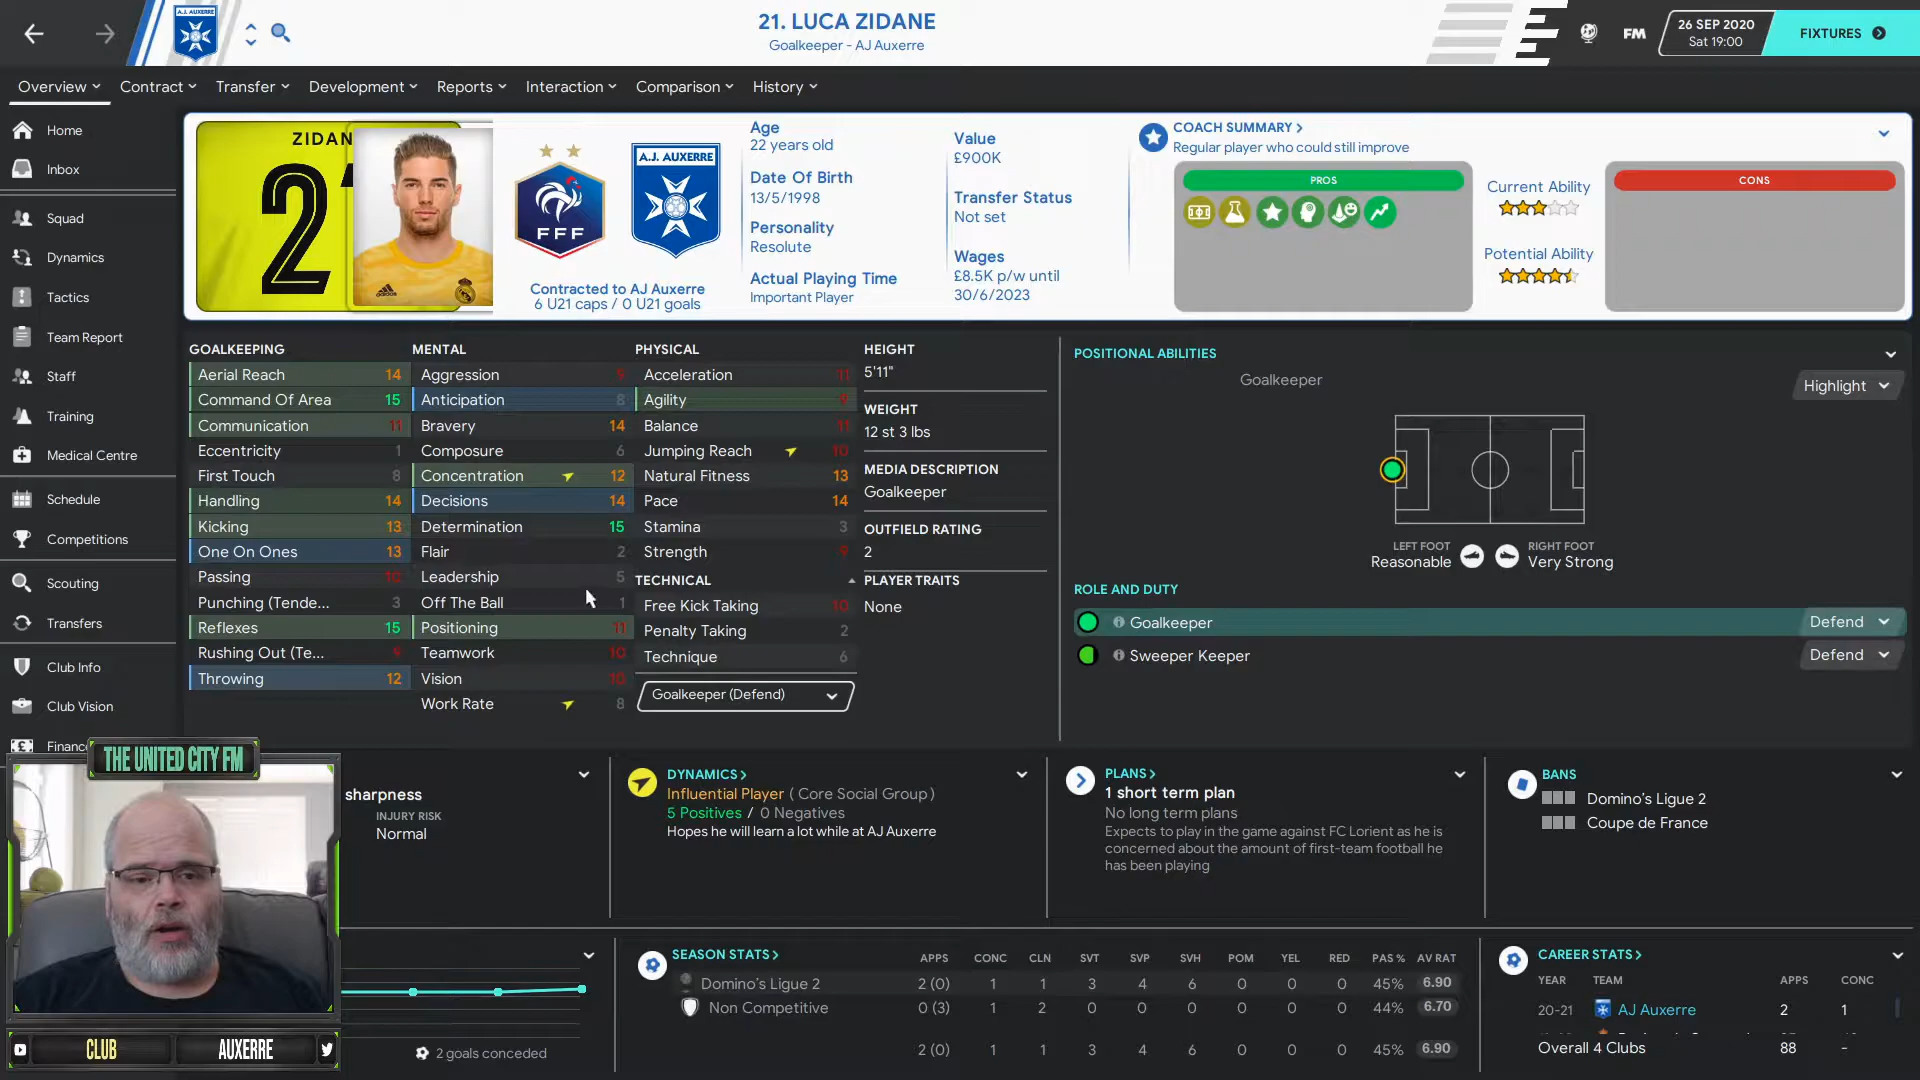 21. LUCA ZIDANE
Goalkeeper - AJ Auxerre
FM
26 SEP 2020
Sat 19:00
FIXTURES
Overview
Contract
Transfer
Development
Reports
Interaction
Comparison
History
Home
Inbox
Squad
Dynamics
Tactics
Team Report
Staff
Training
Medical Centre
Schedule
Competitions
Scouting
Transfers
Club Info
Club Vision
Financ
ZIDAN
2
A.J. AUXERRE
FFF
A.J. AUXERRE
Contracted to AJ Auxerre
6 U21 caps / 0 U21 goals
Age
22 years old
Date Of Birth
13/5/1998
Personality
Resolute
Actual Playing Time
Important Player
Value
£900K
Transfer Status
Not set
Wages
£8.5K p/w until
30/6/2023
COACH SUMMARY >
Regular player who could still improve
PROS
Current Ability
Potential Ability
CONS
GOALKEEPING
Aerial Reach 14
Command Of Area 15
Communication 11
Eccentricity 1
First Touch 8
Handling 14
Kicking 13
One On Ones 13
Passing 10
Punching (Tende... 3
Reflexes 15
Rushing Out (Te... 9
Throwing 12
MENTAL
Aggression 9
Anticipation 8
Bravery 14
Composure 6
Concentration 12
Decisions 14
Determination 15
Flair 2
Leadership 5
Off The Ball 1
Positioning 11
Teamwork 10
Vision 10
Work Rate 8
PHYSICAL
Acceleration 11
Agility 9
Balance 11
Jumping Reach 10
Natural Fitness 13
Pace 14
Stamina 3
Strength 9
TECHNICAL
Free Kick Taking 10
Penalty Taking 2
Technique 6
Goalkeeper (Defend)
HEIGHT
5'11"
WEIGHT
12 st 3 lbs
MEDIA DESCRIPTION
Goalkeeper
OUTFIELD RATING
2
PLAYER TRAITS
None
POSITIONAL ABILITIES
Goalkeeper
Highlight
LEFT FOOT
Reasonable
RIGHT FOOT
Very Strong
ROLE AND DUTY
Goalkeeper
Defend
Sweeper Keeper
Defend
THE UNITED CITY FM
CLUB
AUXERRE
sharpness
INJURY RISK
Normal
DYNAMICS >
Influential Player ( Core Social Group )
5 Positives / 0 Negatives
Hopes he will learn a lot while at AJ Auxerre
PLANS >
1 short term plan
No long term plans
Expects to play in the game against FC Lorient as he is
concerned about the amount of first-team football he
has been playing
BANS
Domino's Ligue 2
Coupe de France
2 goals conceded
SEASON STATS > APPS CONC CLN SVT SVP SVH POM YEL RED PAS % AV RAT
Domino's Ligue 2 2 (0) 1 1 3 4 6 0 0 0 45% 6.90
Non Competitive 0 (3) 1 2 0 0 0 0 0 0 44% 6.70
2 (0) 1 1 3 4 6 0 0 0 45% 6.90
CAREER STATS >
YEAR TEAM APPS CONC
20-21 AJ Auxerre 2 1
Overall 4 Clubs 88 -